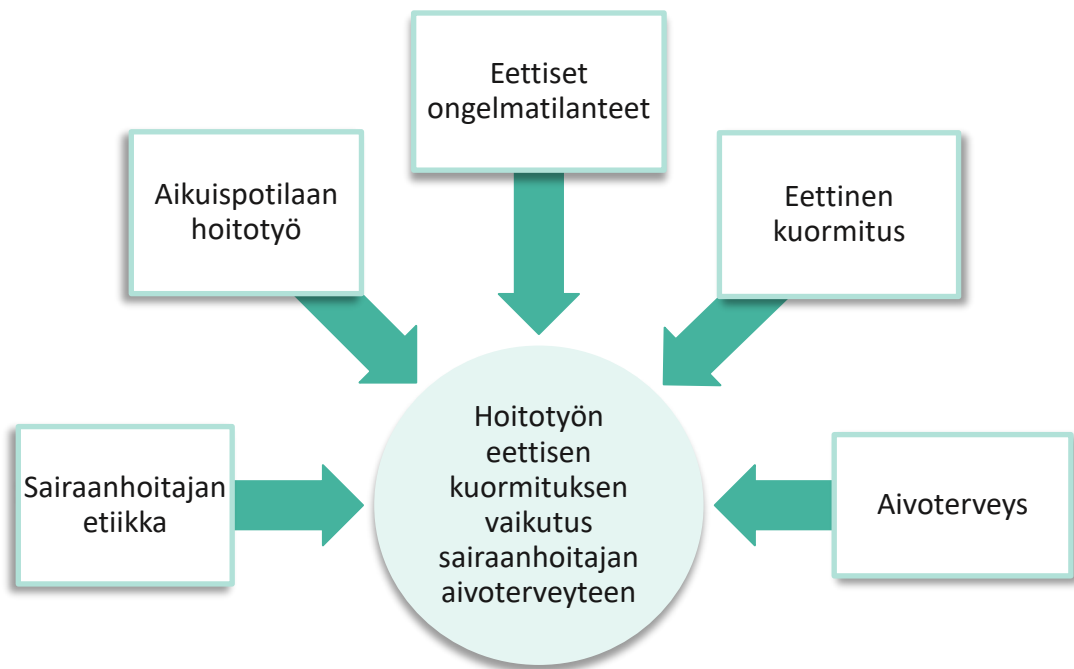 Eettiset
ongelmatilanteet
Aikuispotilaan
hoitotyö
Eettinen
kuormitus
Sairaanhoitajan
etiikka
Hoitotyön
eettisen
kuormituksen
vaikutus
sairaanhoitajan
aivoterveyteen
Aivoterveys